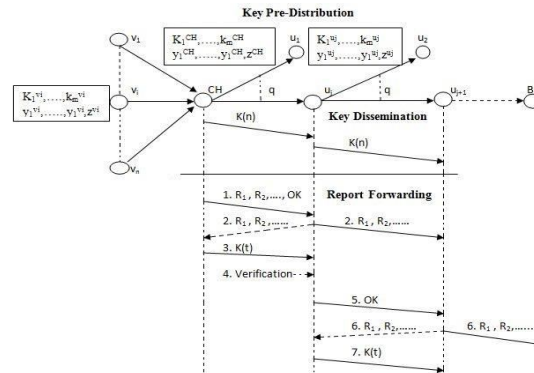 Key Pre-Distribution
v₁
K₁ᶜᴴ,....,kₘᶜᴴ
y₁ᶜᴴ,....,y₁ᶜᴴ,zᶜᴴ
u₁
K₁ᵘʲ,....,kₘᵘʲ
y₁ᵘʲ,....,y₁ᵘʲ,zᵘʲ
u₂
K₁ᵛⁱ,....,kₘᵛⁱ
y₁ᵛⁱ,.....,y₁ᵛⁱ,zᵛⁱ
vᵢ
CH
q
uⱼ
q
uⱼ₊₁
B
Key Dissemination
K(n)
K(n)
vₙ
Report Forwarding
1. R₁ , R₂,...., OK
2. R₁ , R₂,......
2. R₁ , R₂,......
3. K(t)
4. Verification
5. OK
6. R₁ , R₂,......
6. R₁ , R₂,......
7. K(t)